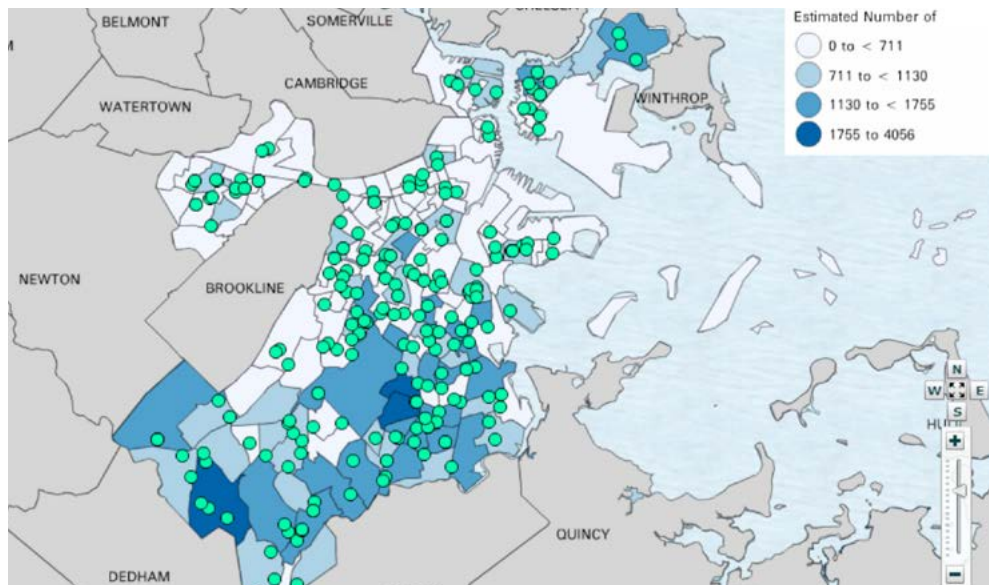 BELMONT
SOMERVILLE
CAMBRIDGE
WATERTOWN
WINTHROP
NEWTON
BROOKLINE
QUINCY
DEDHAM
Estimated Number of
0 to < 711
711 to < 1130
1130 to < 1755
1755 to 4056
N
W E
S
+
−